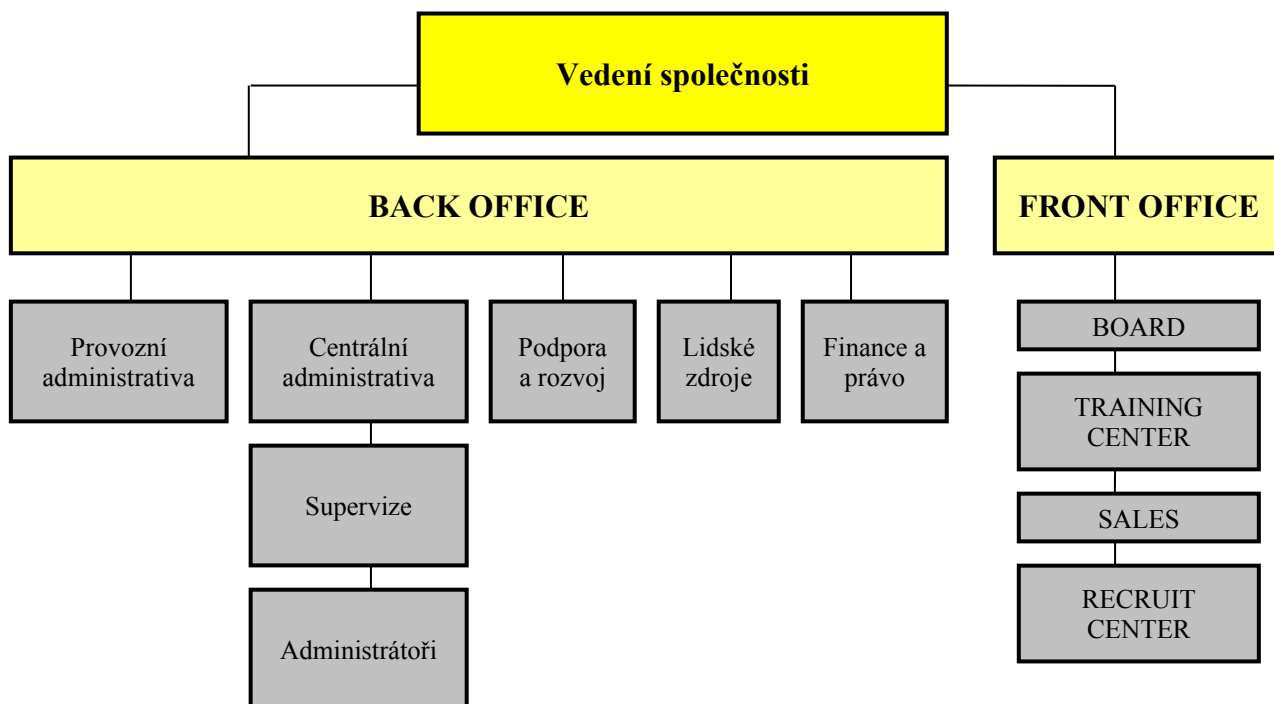 Vedení společnosti
BACK OFFICE
FRONT OFFICE
Provozní
administrativa
Centrální
administrativa
Podpora
a rozvoj
Lidské
zdroje
Finance a
právo
Supervize
Administrátoři
BOARD
TRAINING
CENTER
SALES
RECRUIT
CENTER